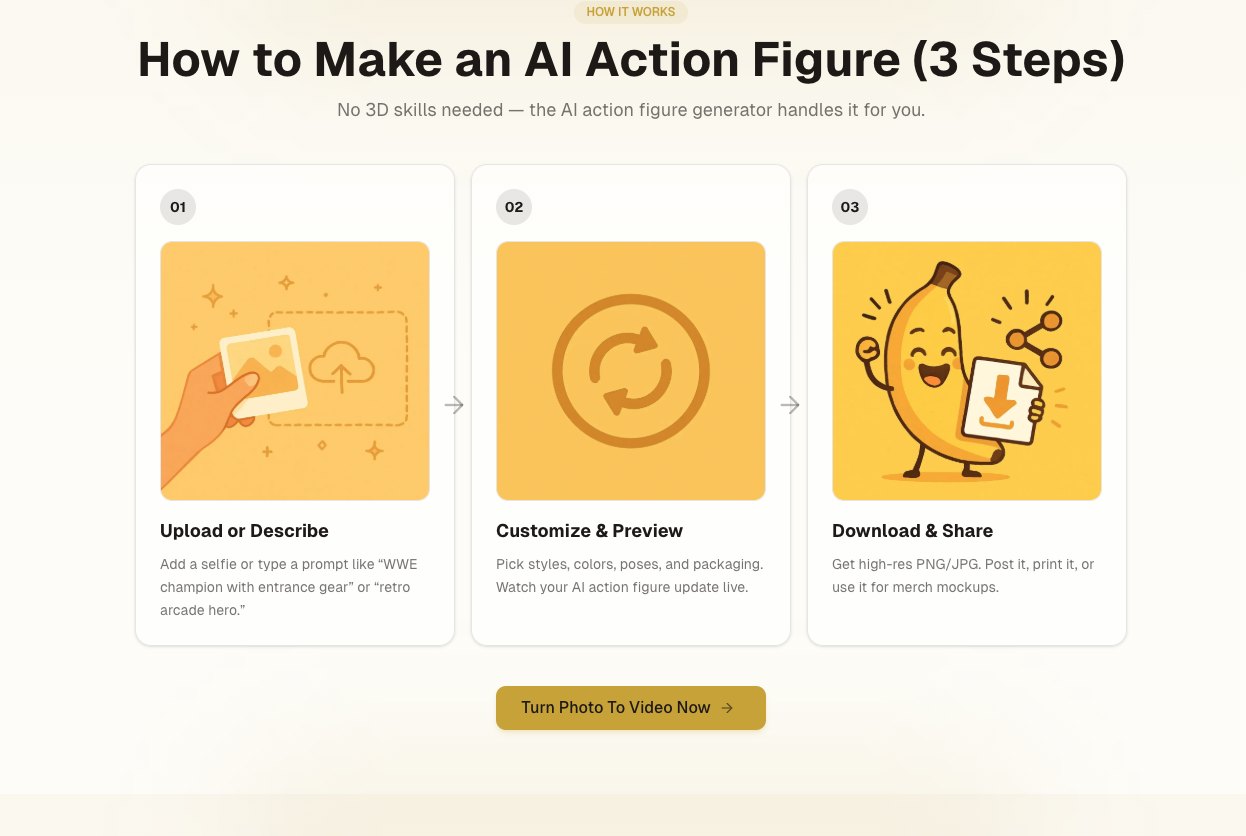 HOW IT WORKS
How to Make an AI Action Figure (3 Steps)
No 3D skills needed — the AI action figure generator handles it for you.
01
Upload or Describe
Add a selfie or type a prompt like “WWE
champion with entrance gear” or “retro
arcade hero.”
02
Customize & Preview
Pick styles, colors, poses, and packaging.
Watch your AI action figure update live.
03
Download & Share
Get high-res PNG/JPG. Post it, print it, or
use it for merch mockups.
Turn Photo To Video Now